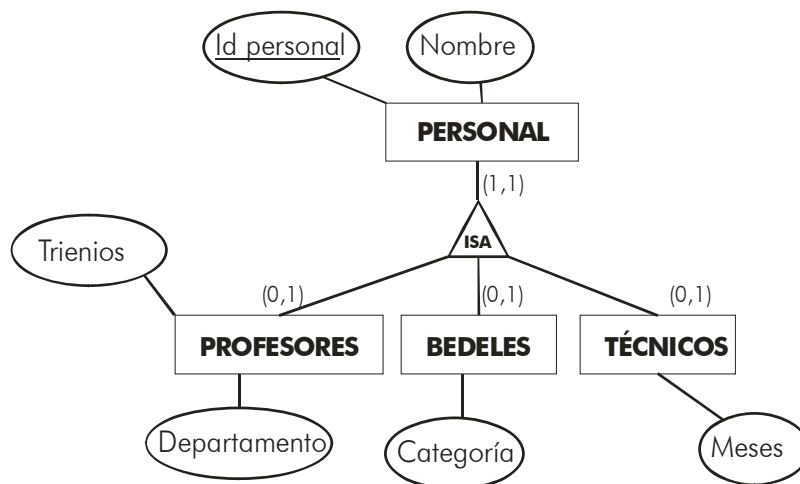 Id personal
Nombre
PERSONAL
(1,1)
ISA
Trienios
(0,1)
(0,1)
(0,1)
PROFESORES
BEDELES
TÉCNICOS
Departamento
Categoría
Meses